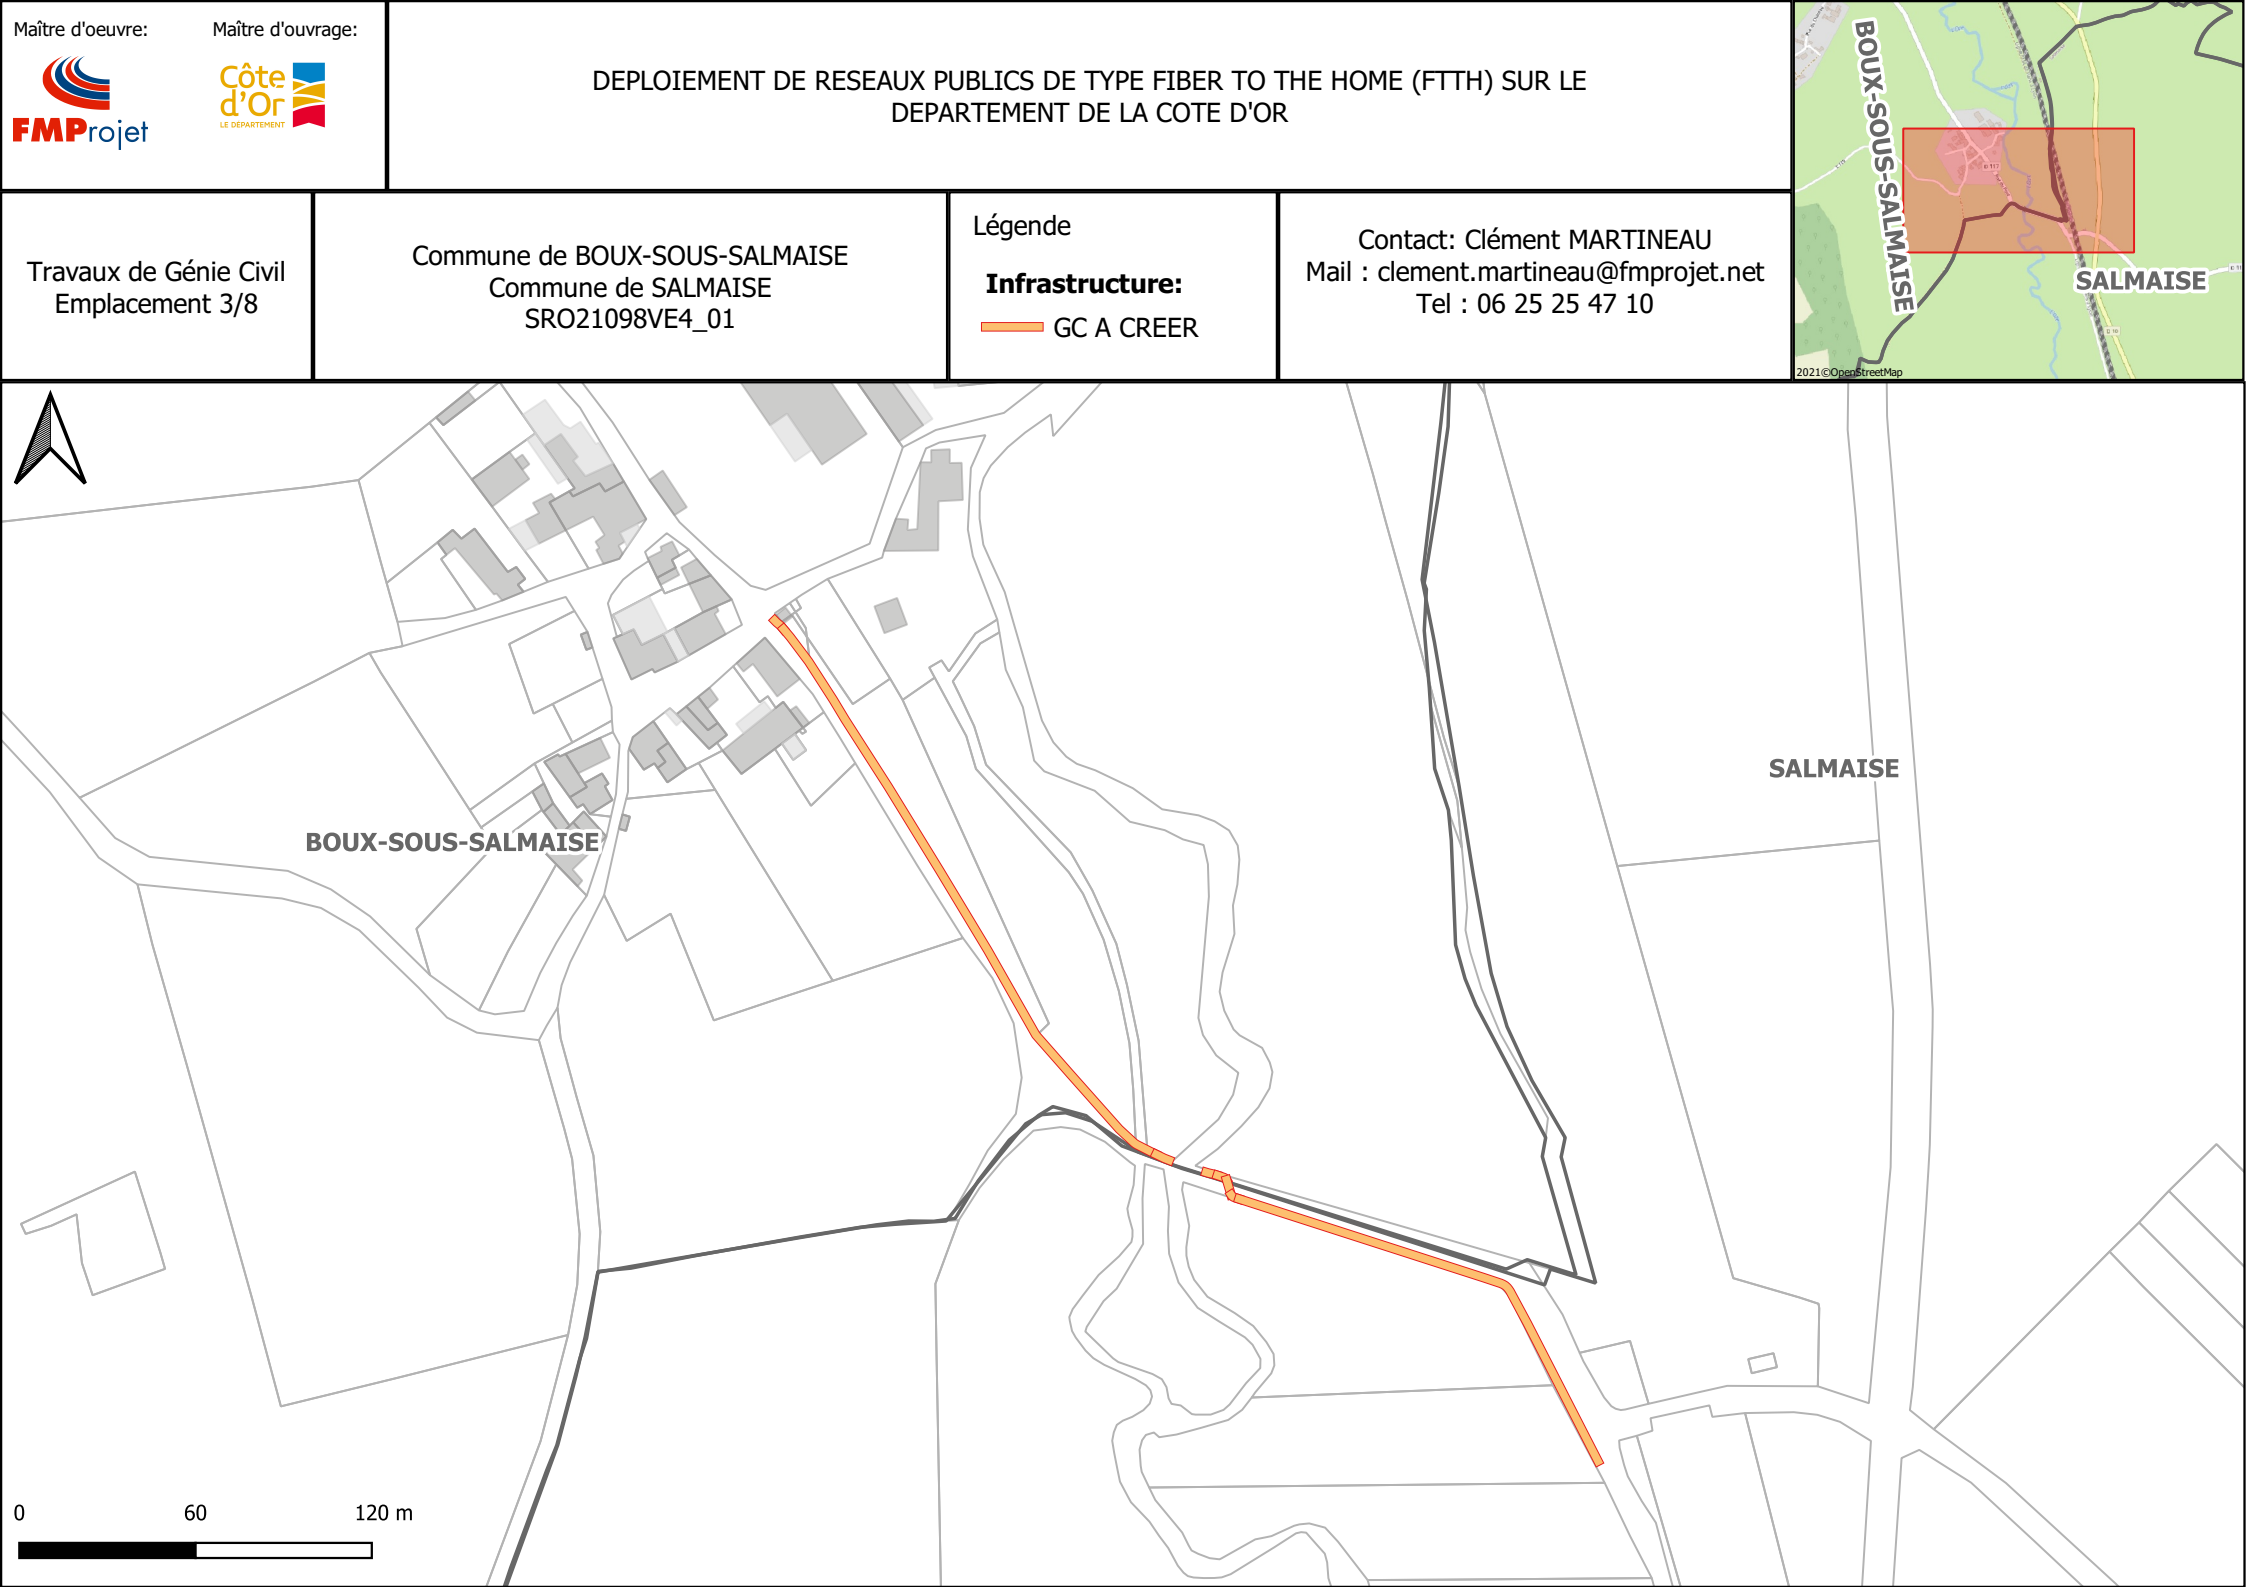 Maître d'oeuvre:
Maître d'ouvrage:
FMProjet
Côte
d'Or
LE DÉPARTEMENT
DEPLOIEMENT DE RESEAUX PUBLICS DE TYPE FIBER TO THE HOME (FTTH) SUR LE
DEPARTEMENT DE LA COTE D'OR
BOUX-SOUS-SALMAISE
SALMAISE
D 117
D 10
2021©OpenStreetMap
Travaux de Génie Civil
Emplacement 3/8
Commune de BOUX-SOUS-SALMAISE
Commune de SALMAISE
SRO21098VE4_01
Légende
Infrastructure:
GC A CREER
Contact: Clément MARTINEAU
Mail : clement.martineau@fmprojet.net
Tel : 06 25 25 47 10
SALMAISE
BOUX-SOUS-SALMAISE
0 60 120 m